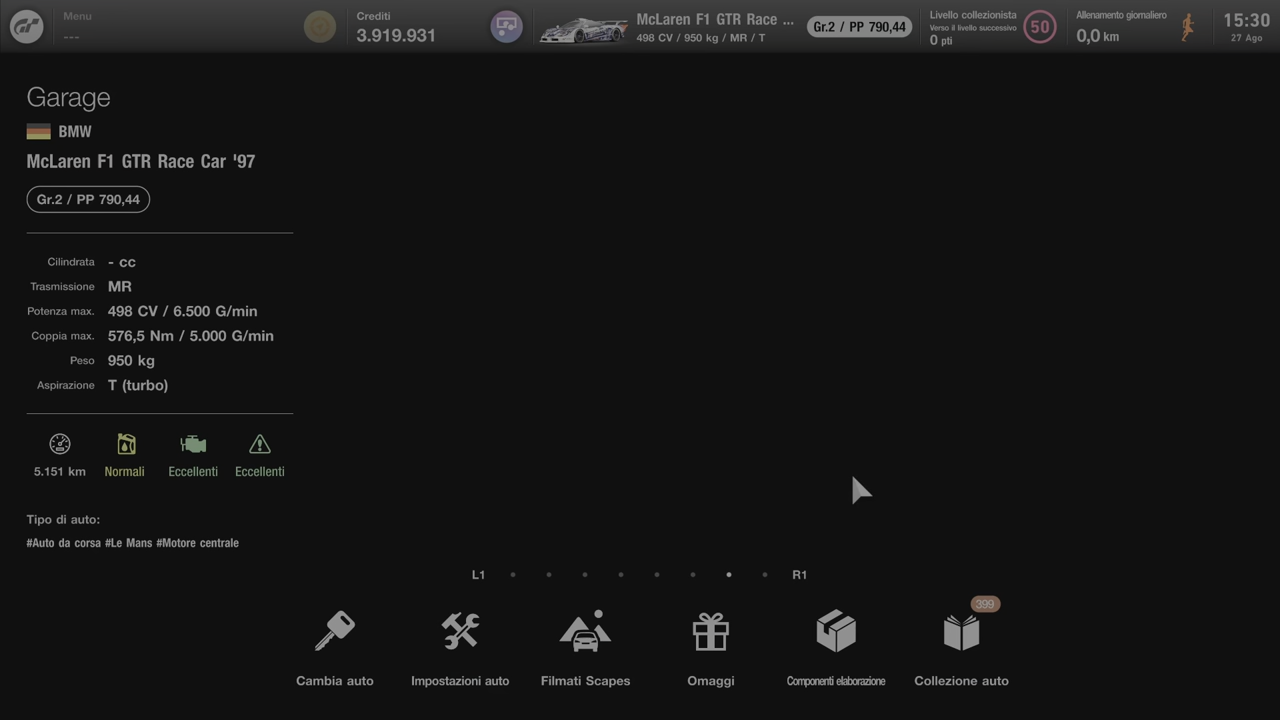 Menu
---
Crediti
3.919.931
McLaren F1 GTR Race ...
498 CV / 950 kg / MR / T
Gr.2 / PP 790,44
Livello collezionista
Verso il livello successivo
0 pti
50
Allenamento giornaliero
0,0 km
15:30
27 Ago
Garage
BMW
McLaren F1 GTR Race Car '97
Gr.2 / PP 790,44
Cilindrata - cc
Trasmissione MR
Potenza max. 498 CV / 6.500 G/min
Coppia max. 576,5 Nm / 5.000 G/min
Peso 950 kg
Aspirazione T (turbo)
5.151 km Normali Eccellenti Eccellenti
Tipo di auto:
#Auto da corsa #Le Mans #Motore centrale
L1 R1
399
Cambia auto Impostazioni auto Filmati Scapes Omaggi Componenti elaborazione Collezione auto